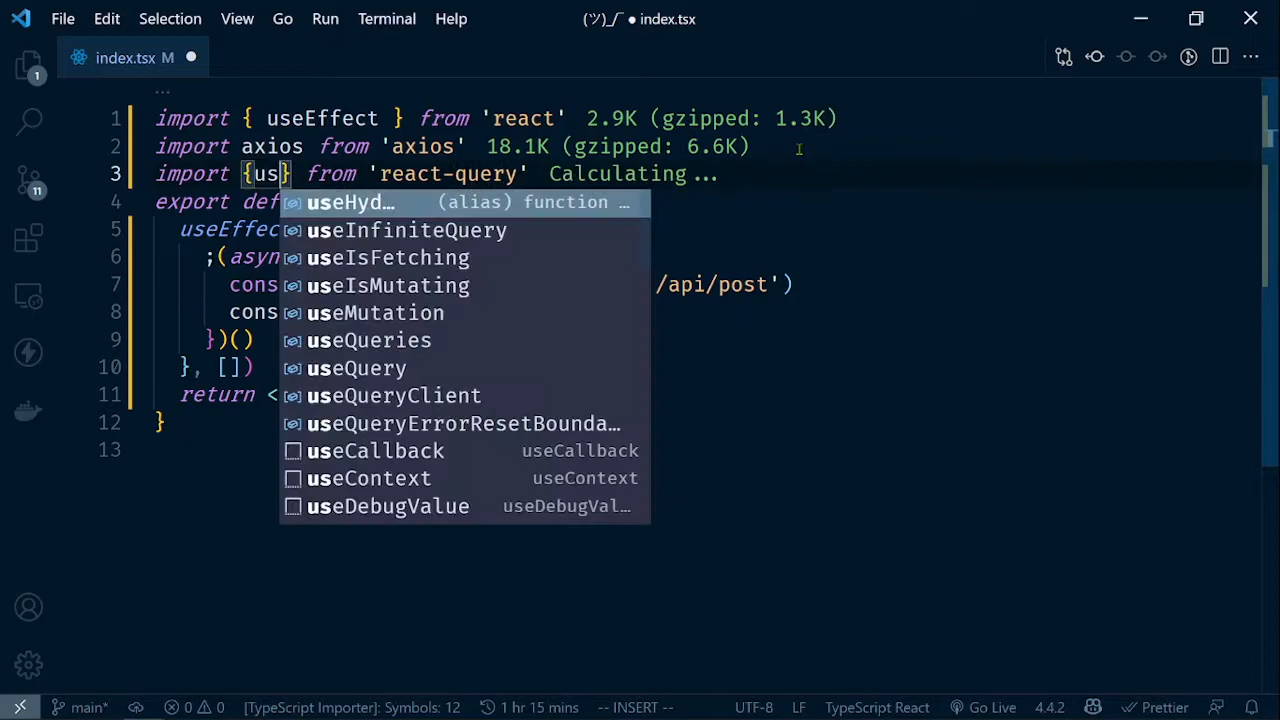 File Edit Selection View Go Run Terminal Help (ツ)_/¯ ● index.tsx
index.tsx M
1
11
...
1 import { useEffect } from 'react' 2.9K (gzipped: 1.3K)
2 import axios from 'axios' 18.1K (gzipped: 6.6K)
3 import {us} from 'react-query' Calculating...
4 export def
useHyd… (alias) function …
5 useEffec
useInfiniteQuery
6 ;(asyn
useIsFetching
7 cons /api/post')
useIsMutating
8 cons
useMutation
9 })()
useQueries
10 }, [])
useQuery
11 return <
useQueryClient
12 }
useQueryErrorResetBounda…
13
useCallback useCallback
useContext useContext
useDebugValue useDebugVal…
main* 0 0 [TypeScript Importer]: Symbols: 12 1 hr 15 mins -- INSERT -- UTF-8 LF TypeScript React Go Live 4.4.2 Prettier